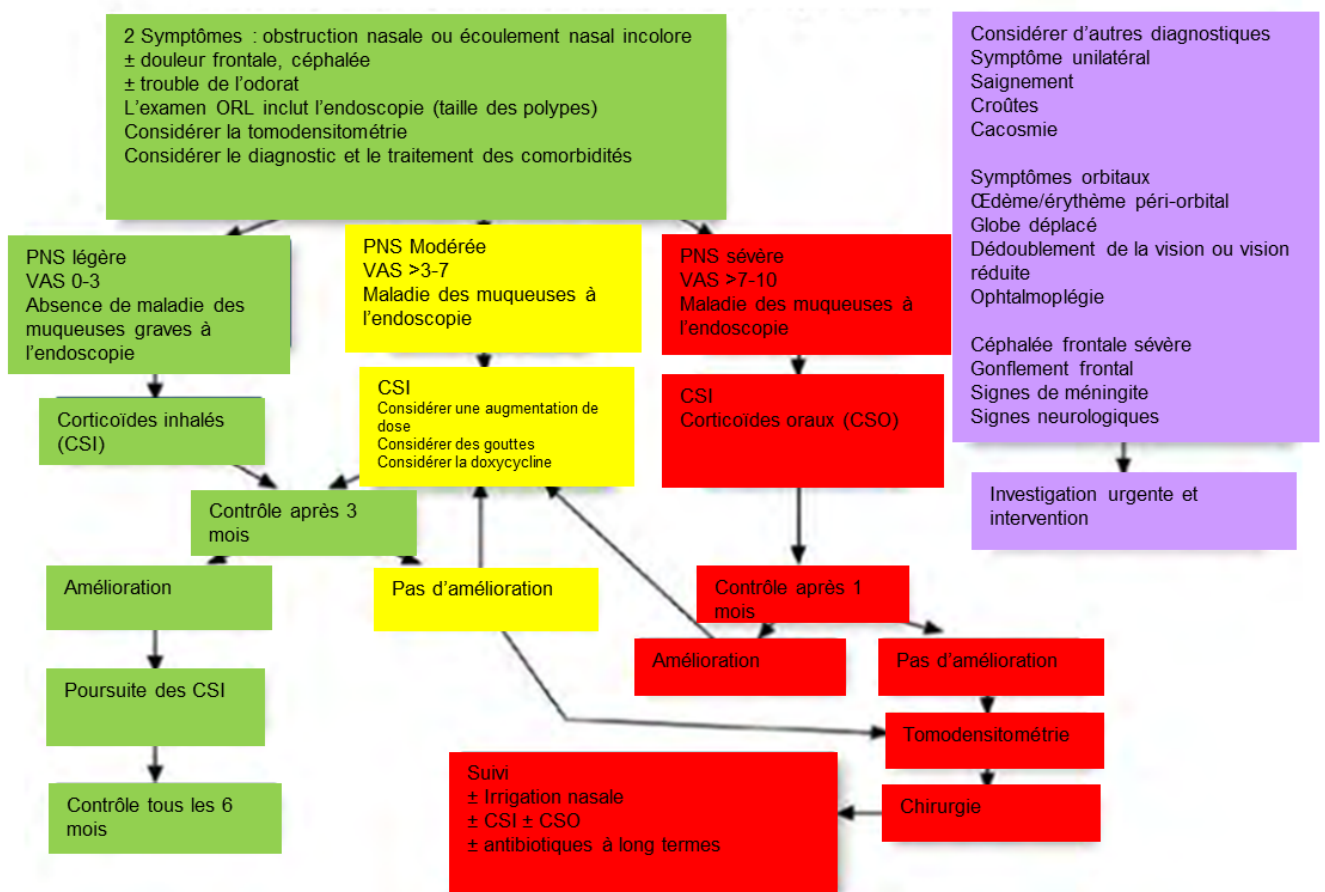 2 Symptômes : obstruction nasale ou écoulement nasal incolore
± douleur frontale, céphalée
± trouble de l'odorat
L'examen ORL inclut l'endoscopie (taille des polypes)
Considérer la tomodensitométrie
Considérer le diagnostic et le traitement des comorbidités
Considérer d'autres diagnostiques
Symptôme unilatéral
Saignement
Croûtes
Cacosmie
Symptômes orbitaux
Œdème/érythème péri-orbital
Globe déplacé
Dédoublement de la vision ou vision
réduite
Ophtalmoplégie
Céphalée frontale sévère
Gonflement frontal
Signes de méningite
Signes neurologiques
PNS légère
VAS 0-3
Absence de maladie des
muqueuses graves à
l'endoscopie
PNS Modérée
VAS >3-7
Maladie des muqueuses à
l'endoscopie
PNS sévère
VAS >7-10
Maladie des muqueuses à
l'endoscopie
Corticoïdes inhalés
(CSI)
CSI
Considérer une augmentation de
dose
Considérer des gouttes
Considérer la doxycycline
CSI
Corticoïdes oraux (CSO)
Investigation urgente et
intervention
Contrôle après 3
mois
Amélioration
Pas d'amélioration
Contrôle après 1
mois
Amélioration
Pas d'amélioration
Poursuite des CSI
Tomodensitométrie
Contrôle tous les 6
mois
Suivi
± Irrigation nasale
± CSI ± CSO
± antibiotiques à long termes
Chirurgie